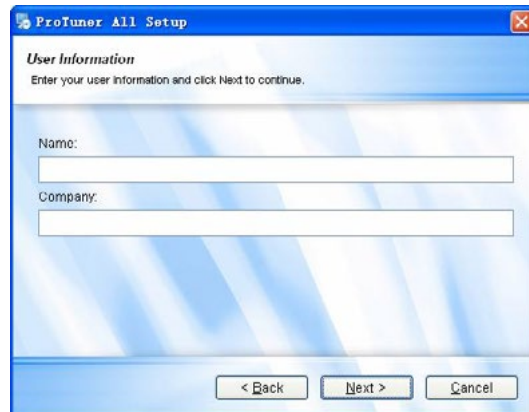 ProTuner All Setup
User Information
Enter your user information and click Next to continue.
Name:
Company:
< Back
Next >
Cancel